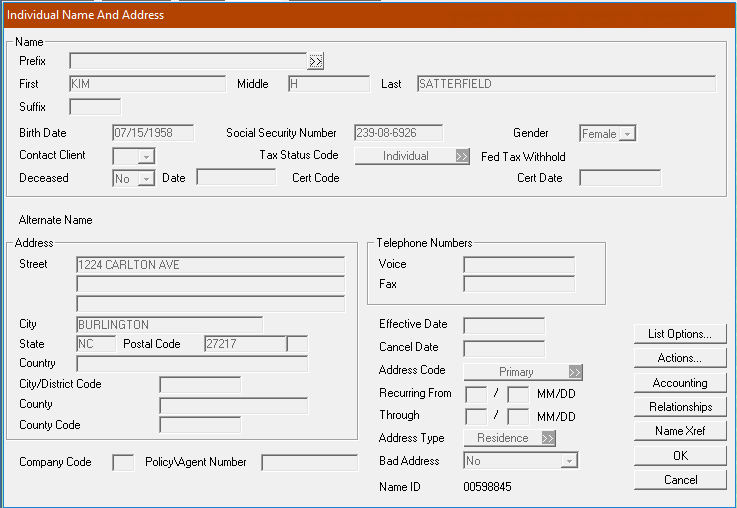 Individual Name And Address
Name
Prefix >>
First KIM Middle H Last SATTERFIELD
Suffix
Birth Date 07/15/1958 Social Security Number 239-08-6926 Gender Female
Contact Client Tax Status Code Individual >> Fed Tax Withhold
Deceased No Date Cert Code Cert Date
Alternate Name
Address
Street 1224 CARLTON AVE
City BURLINGTON
State NC Postal Code 27217
Country
City/District Code
County
County Code
Telephone Numbers
Voice
Fax
Effective Date
Cancel Date
Address Code Primary >>
Recurring From / MM/DD
Through / MM/DD
Address Type Residence >>
Bad Address No
Company Code Policy\Agent Number
Name ID 00598845
List Options...
Actions...
Accounting
Relationships
Name Xref
OK
Cancel